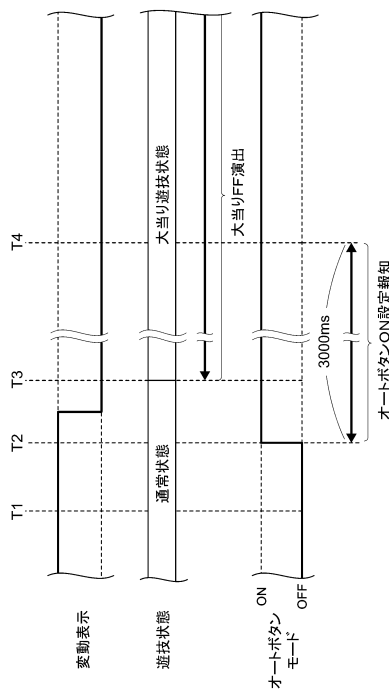 T1
T2
T3
T4
変動表示
遊技状態
通常状態
大当り遊技状態
大当りFF演出
オートボタン
モード
ON
OFF
3000ms
オートボタンON設定報知